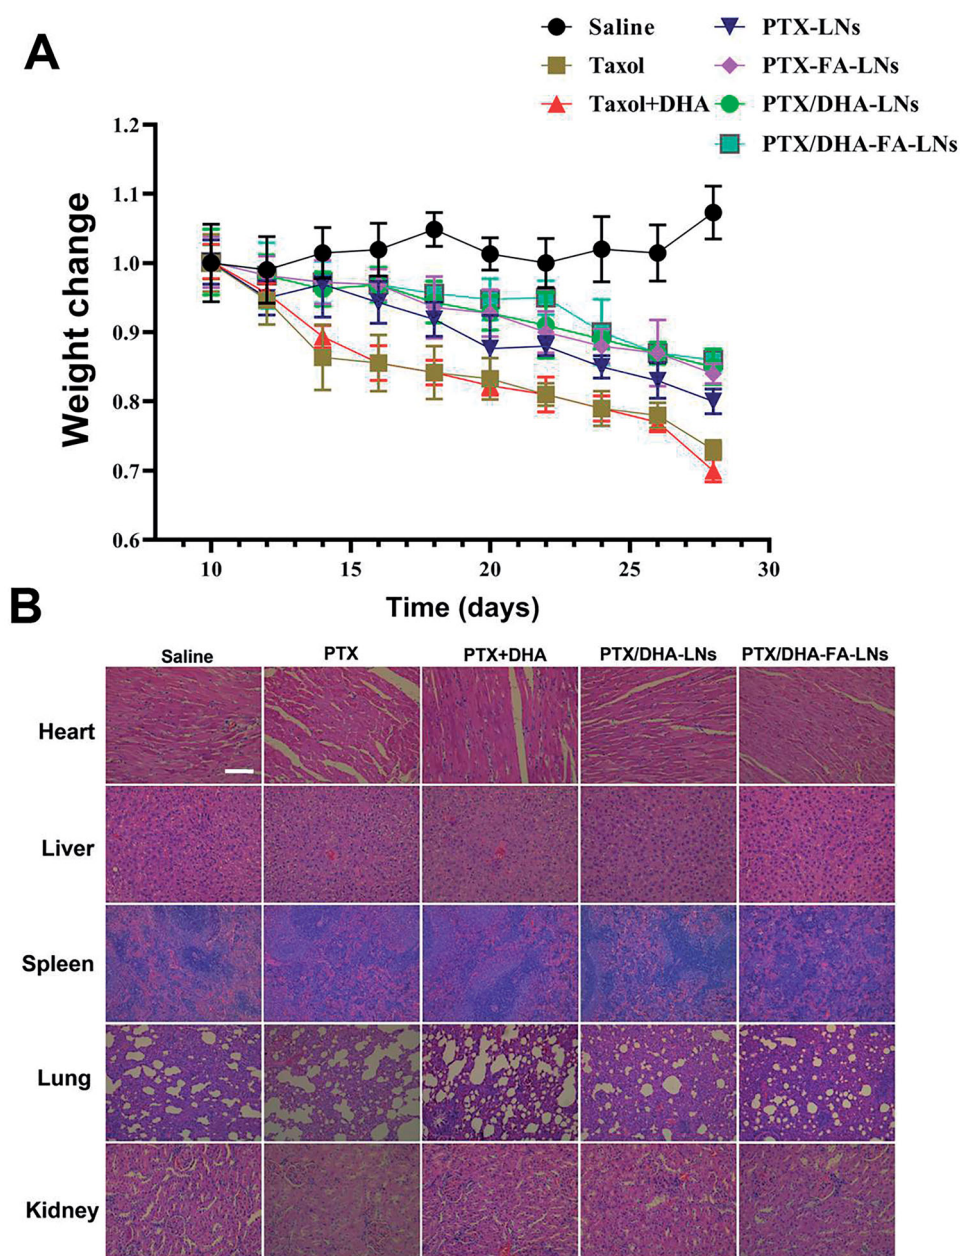 A
Saline
Taxol
Taxol+DHA
PTX-LNs
PTX-FA-LNs
PTX/DHA-LNs
PTX/DHA-FA-LNs
1.2
1.1
1.0
0.9
0.8
0.7
0.6
Weight change
10 15 20 25 30
Time (days)
B
Saline PTX PTX+DHA PTX/DHA-LNs PTX/DHA-FA-LNs
Heart
Liver
Spleen
Lung
Kidney